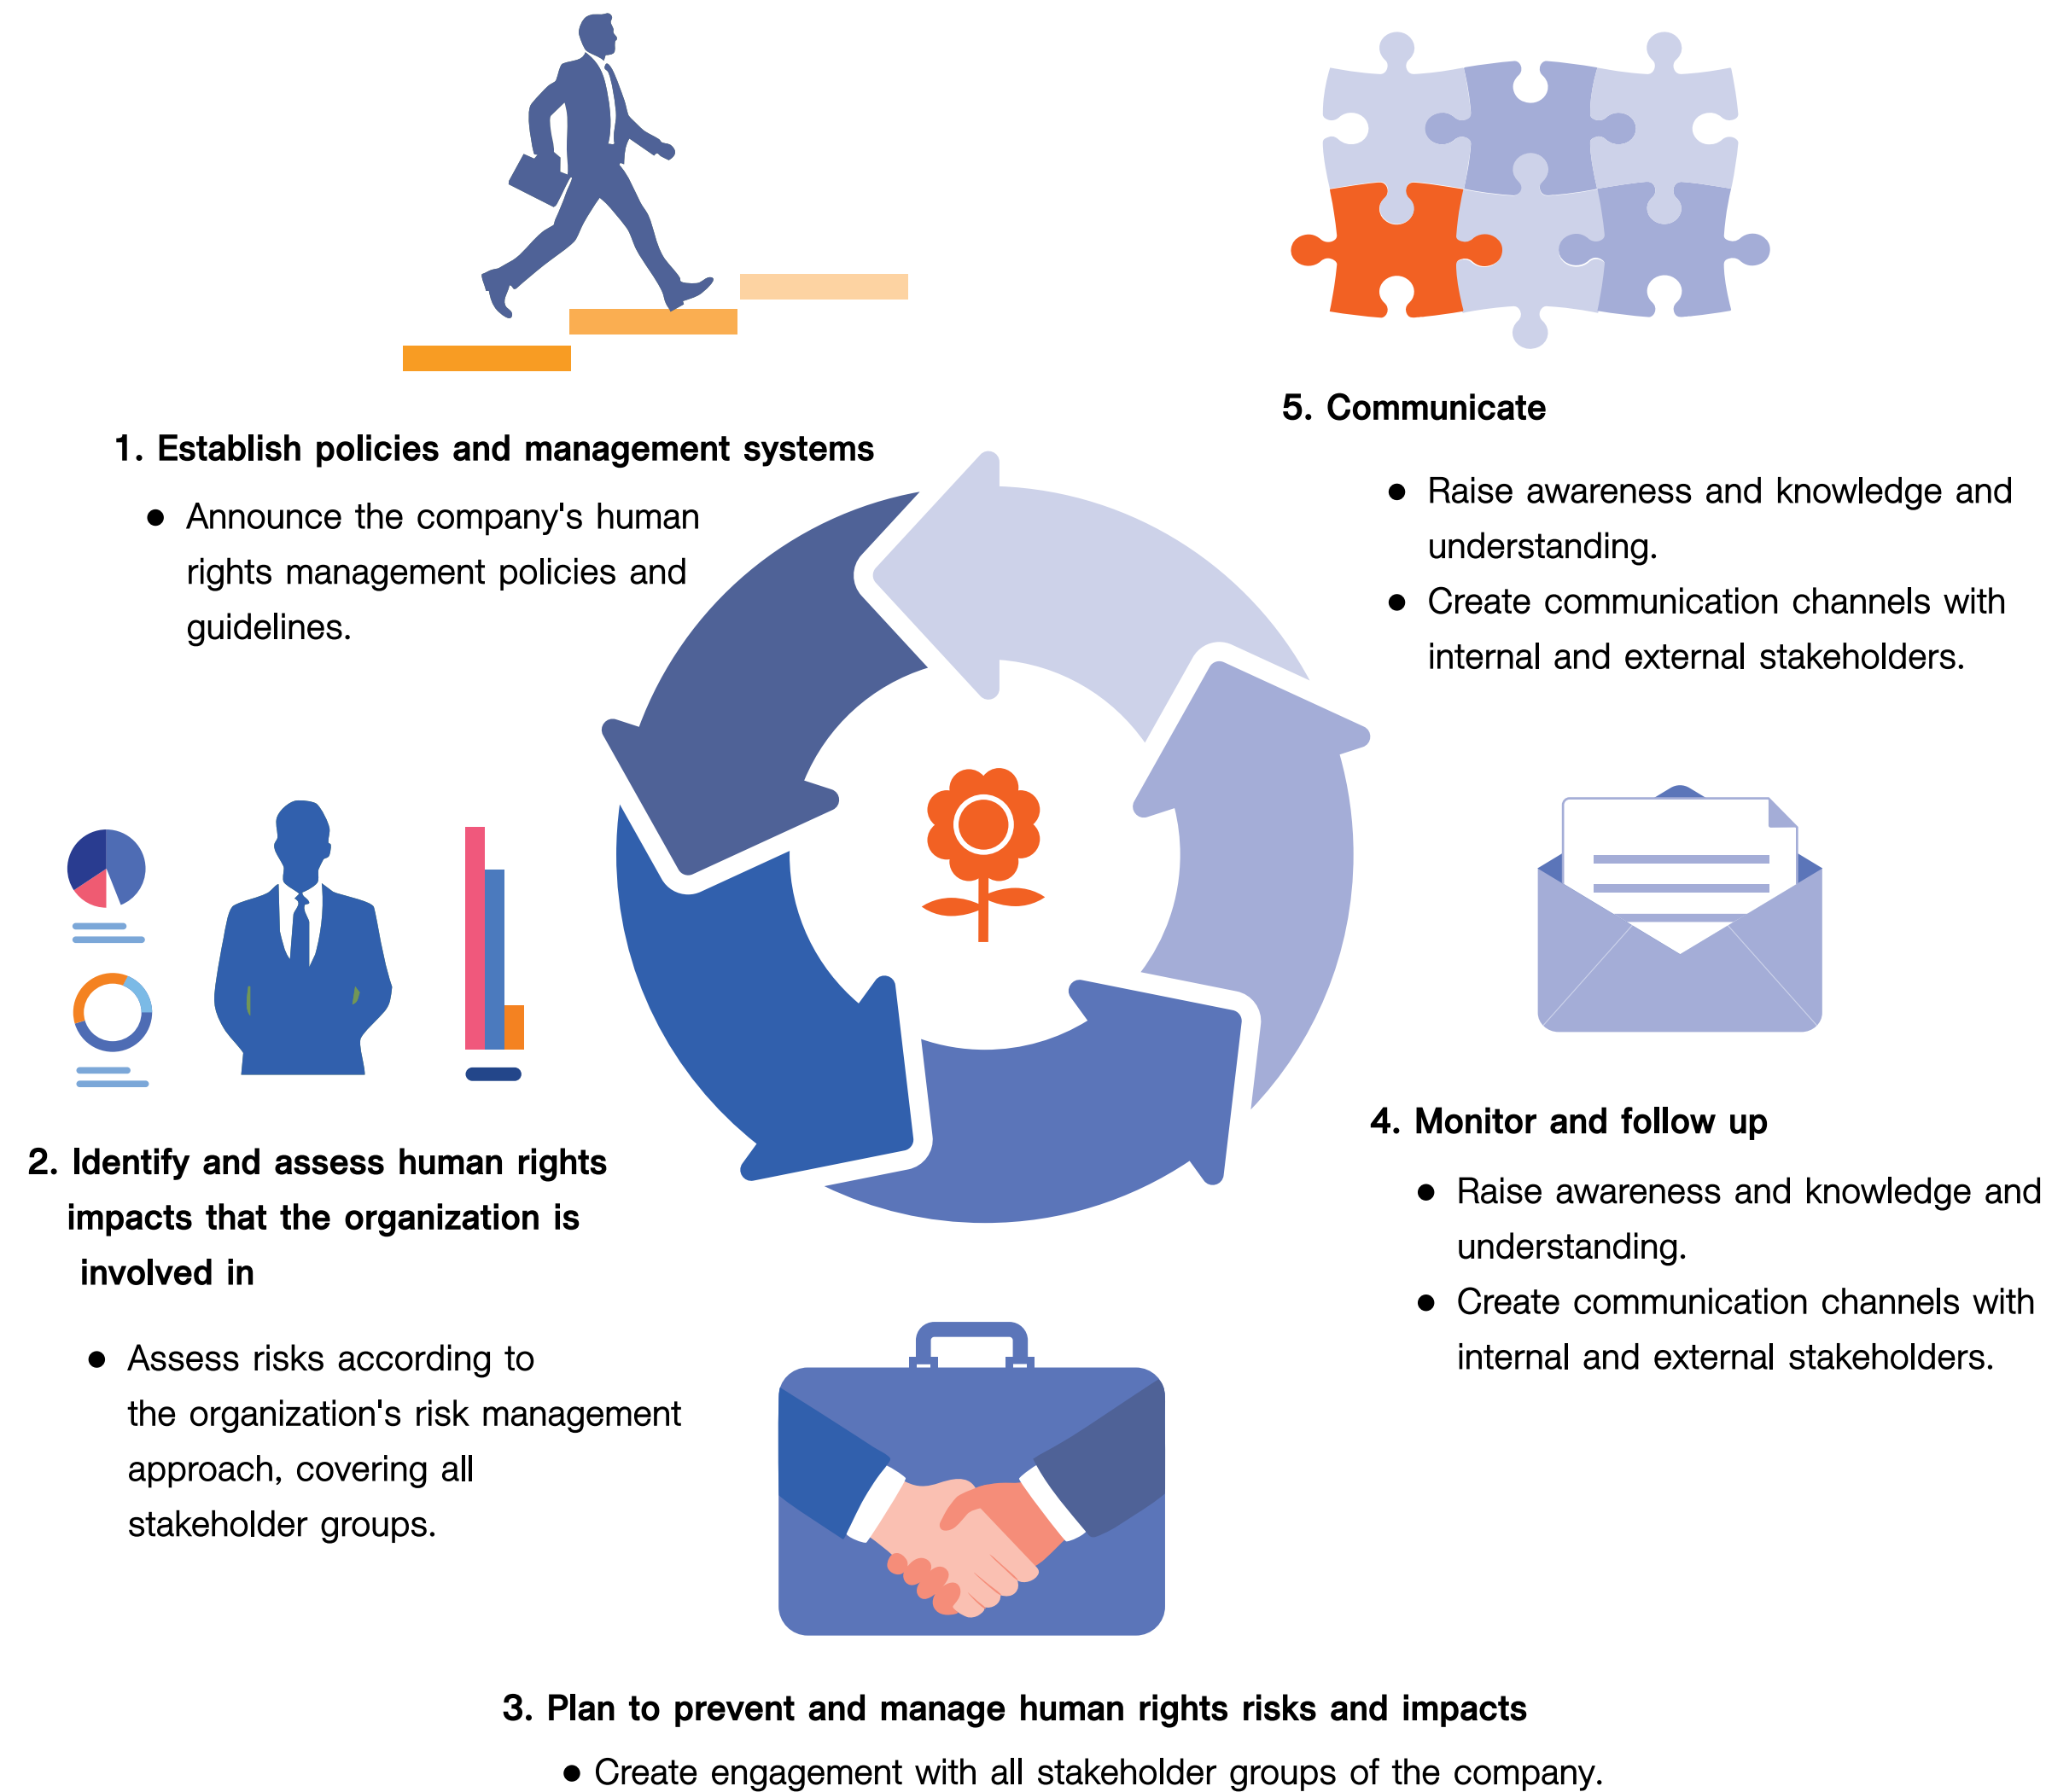 1. Establish policies and management systems
● Announce the company's human
rights management policies and
guidelines.
2. Identify and assess human rights
impacts that the organization is
involved in
● Assess risks according to
the organization's risk management
approach, covering all
stakeholder groups.
3. Plan to prevent and manage human rights risks and impacts
● Create engagement with all stakeholder groups of the company.
4. Monitor and follow up
● Raise awareness and knowledge and
understanding.
● Create communication channels with
internal and external stakeholders.
5. Communicate
● Raise awareness and knowledge and
understanding.
● Create communication channels with
internal and external stakeholders.